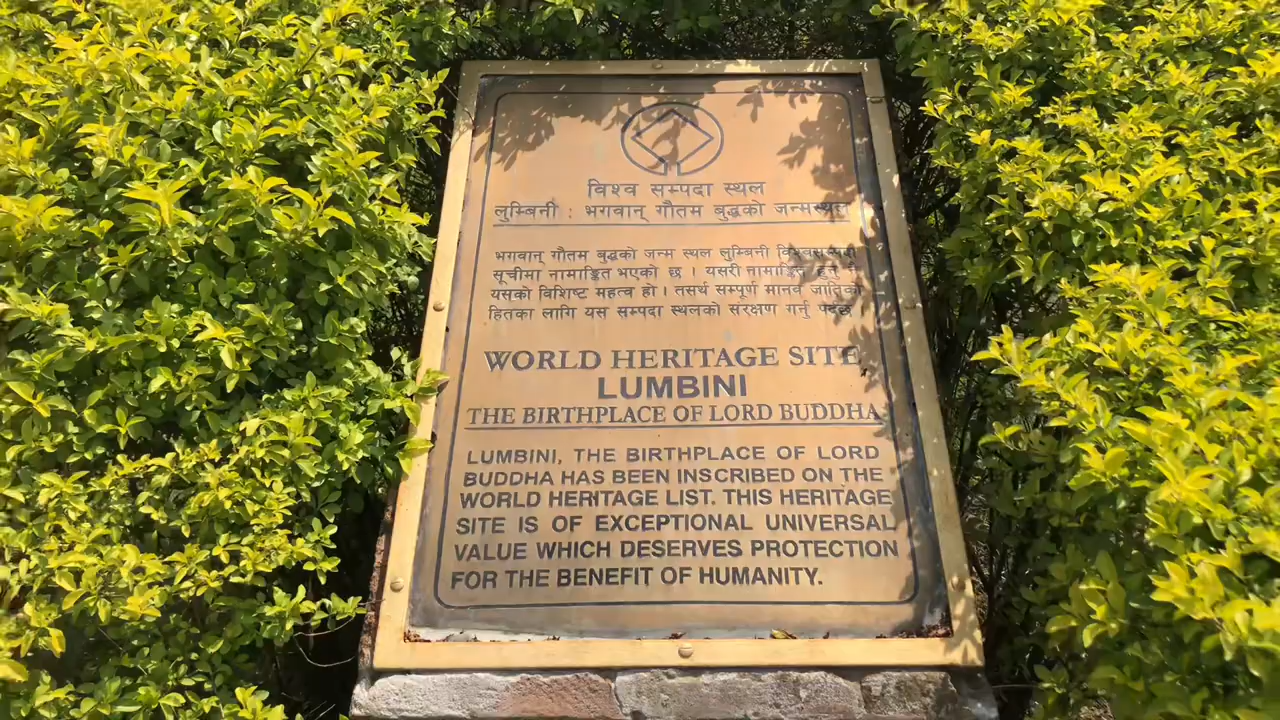 विश्व सम्पदा स्थल
लुम्बिनी : भगवान् गौतम बुद्धको जन्मस्थल
भगवान् गौतम बुद्धको जन्म स्थल लुम्बिनी विश्वसम्पदा
सूचीमा नामाङ्कित भएको छ । यसरी नामाङ्कित हुनु नै
यसको विशिष्ट महत्व हो । तसर्थ सम्पूर्ण मानव जातिको
हितका लागि यस सम्पदा स्थलको संरक्षण गर्नु पर्दछ ।
WORLD HERITAGE SITE
LUMBINI
THE BIRTHPLACE OF LORD BUDDHA
LUMBINI, THE BIRTHPLACE OF LORD
BUDDHA HAS BEEN INSCRIBED ON THE
WORLD HERITAGE LIST. THIS HERITAGE
SITE IS OF EXCEPTIONAL UNIVERSAL
VALUE WHICH DESERVES PROTECTION
FOR THE BENEFIT OF HUMANITY.